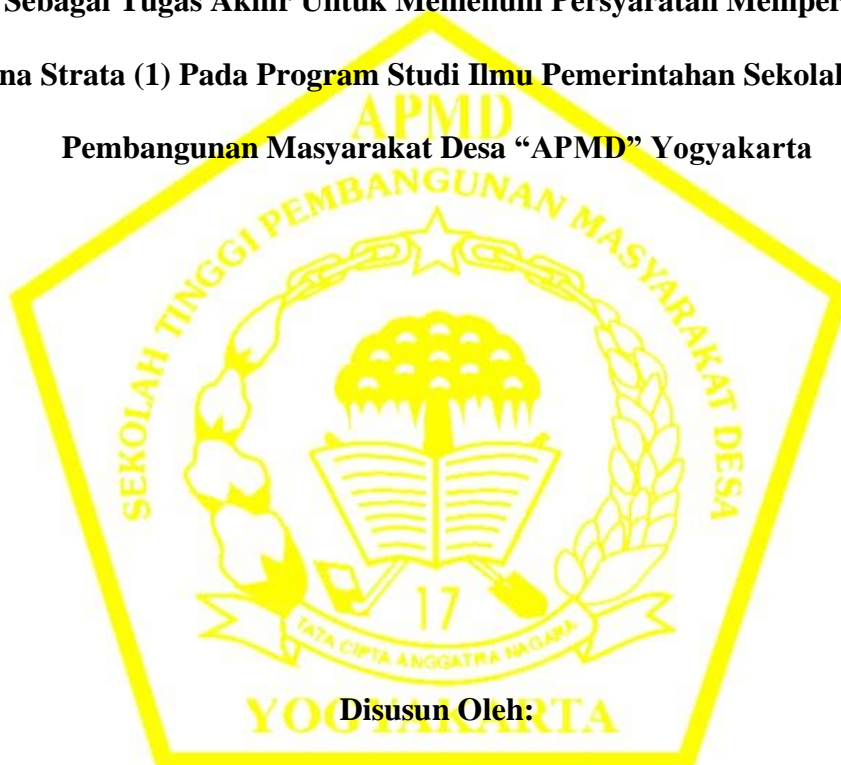 Sebagai Tugas Akhir Untuk Memenuhi Persyaratan Memper
na Strata (1) Pada Program Studi Ilmu Pemerintahan Sekolah
Pembangunan Masyarakat Desa “APMD” Yogyakarta
APMD
SEKOLAH TINGGI PEMBANGUNAN MASYARAKAT DESA
17
TATA CIPTA ANGGATRA NAGARA
YOGYAKARTA
Disusun Oleh: